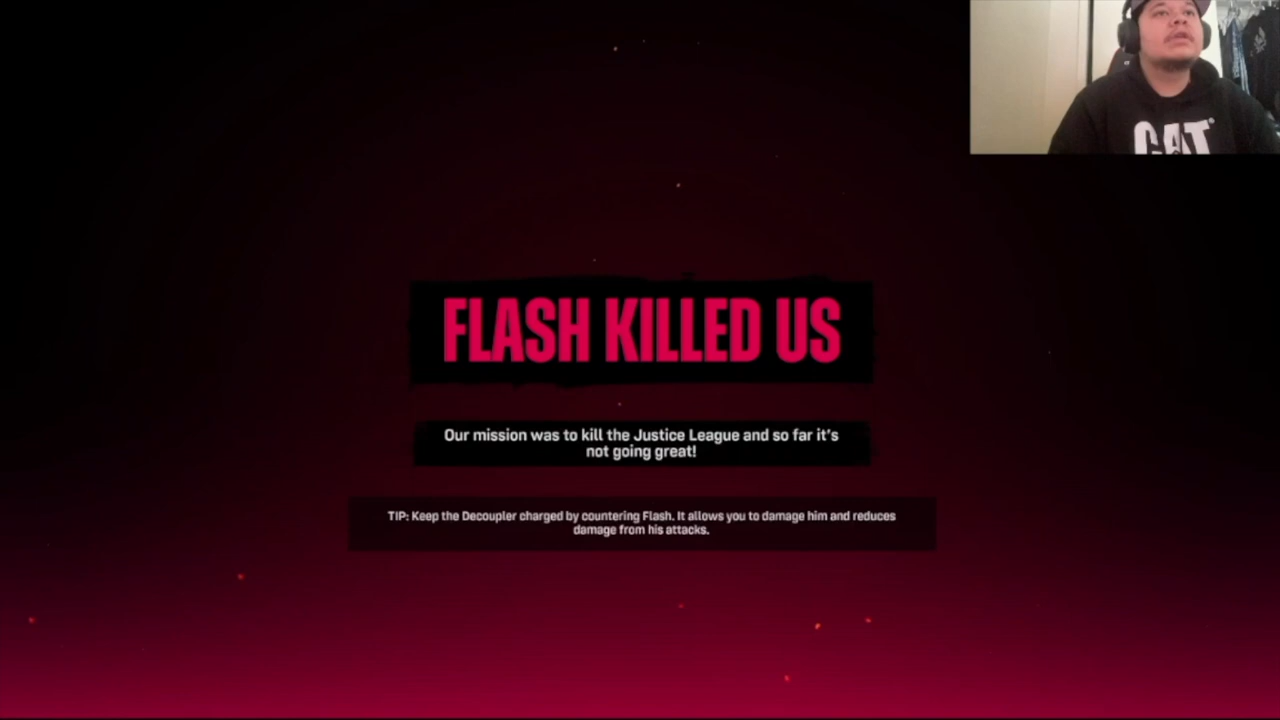 CAT
FLASH KILLED US
Our mission was to kill the Justice League and so far it's
not going great!
TIP: Keep the Decoupler charged by countering Flash. It allows you to damage him and reduces
damage from his attacks.